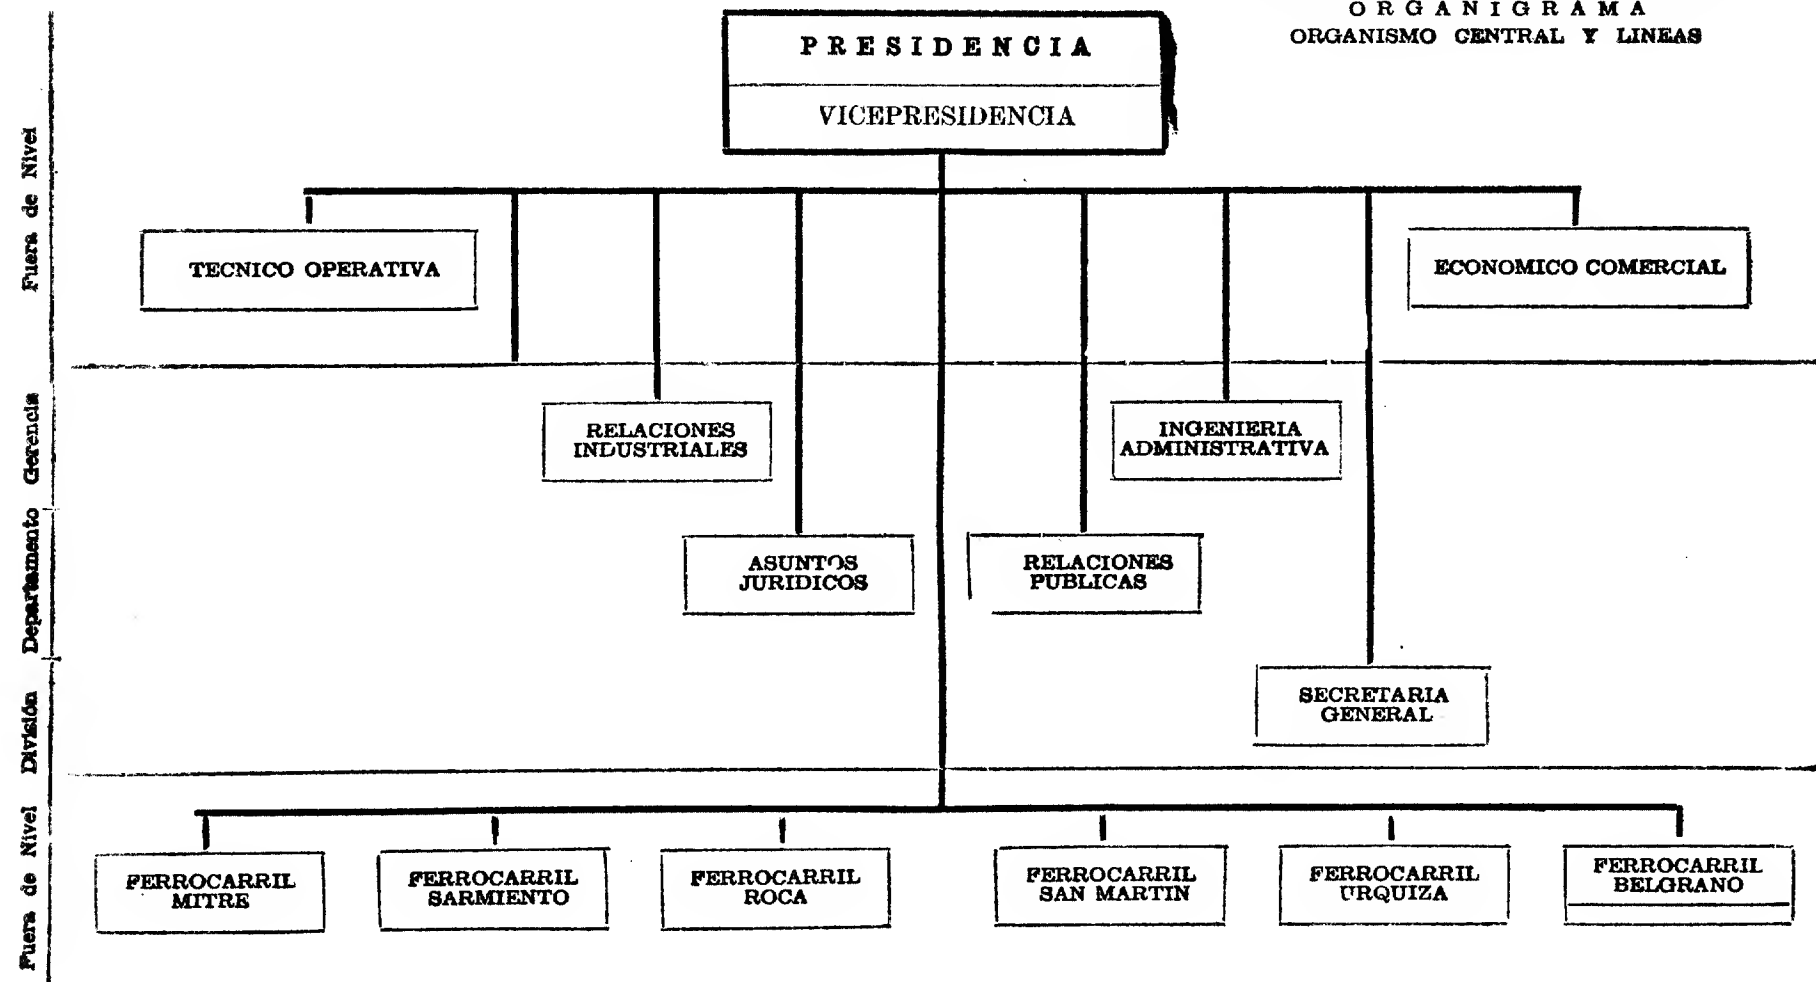 ORGANIGRAMA
ORGANISMO CENTRAL Y LINEAS
PRESIDENCIA
VICEPRESIDENCIA
Fuera de Nivel
TECNICO OPERATIVA
ECONOMICO COMERCIAL
Gerencia
RELACIONES
INDUSTRIALES
INGENIERIA
ADMINISTRATIVA
Departamento
ASUNTOS
JURIDICOS
RELACIONES
PUBLICAS
División
SECRETARIA
GENERAL
Fuera de Nivel
FERROCARRIL
MITRE
FERROCARRIL
SARMIENTO
FERROCARRIL
ROCA
FERROCARRIL
SAN MARTIN
FERROCARRIL
URQUIZA
FERROCARRIL
BELGRANO